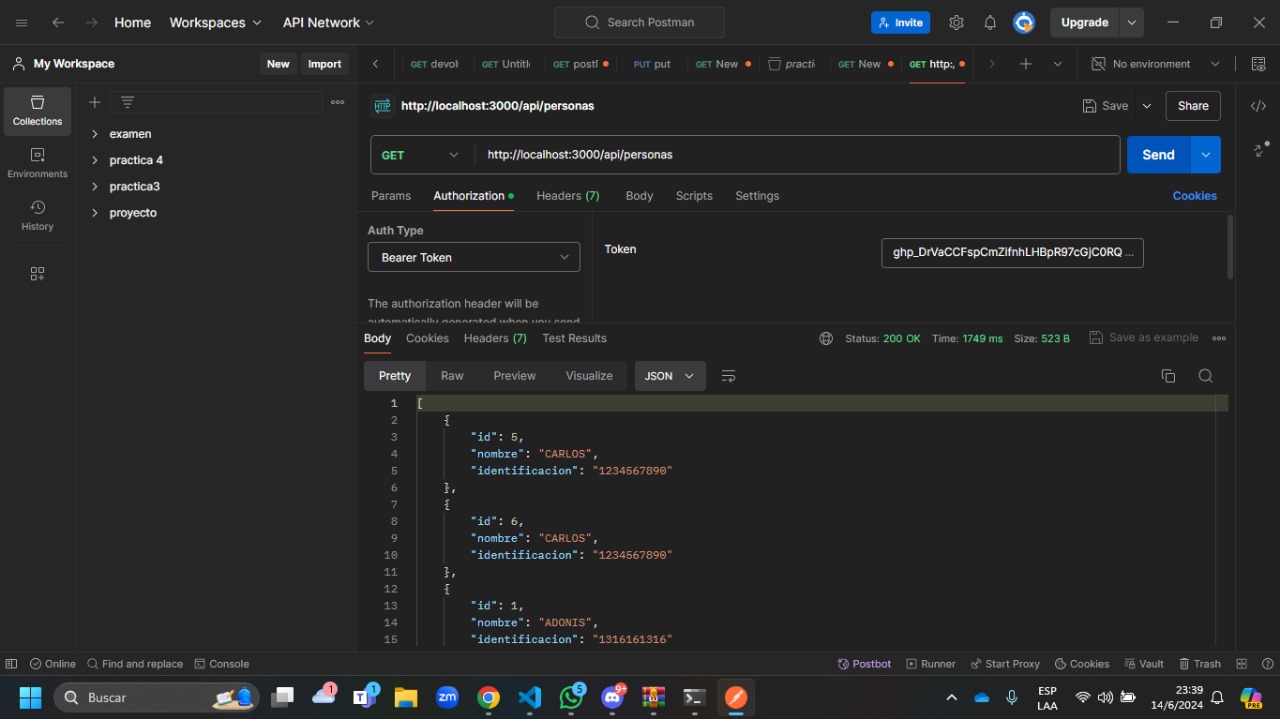 Home Workspaces API Network Search Postman Invite Upgrade
My Workspace New Import GET devol GET Untitl GET postl PUT put GET New practi GET New GET http:, No environment
Collections
Environments
History
examen
practica 4
practica3
proyecto
HTTP http://localhost:3000/api/personas Save Share
GET http://localhost:3000/api/personas Send
Params Authorization Headers (7) Body Scripts Settings Cookies
Auth Type
Bearer Token
Token ghp_DrVaCCFspCmZifnhLHBpR97cGjC0RQ ...
The authorization header will be
automatically generated when you send
Body Cookies Headers (7) Test Results Status: 200 OK Time: 1749 ms Size: 523 B Save as example
Pretty Raw Preview Visualize JSON
1 [
2 {
3 "id": 5,
4 "nombre": "CARLOS",
5 "identificacion": "1234567890"
6 },
7 {
8 "id": 6,
9 "nombre": "CARLOS",
10 "identificacion": "1234567890"
11 },
12 {
13 "id": 1,
14 "nombre": "ADONIS",
15 "identificacion": "1316161316"
Online Find and replace Console Postbot Runner Start Proxy Cookies Vault Trash
Buscar 1 1 zm 5 9+ ESP LAA 23:39 14/6/2024 PRE